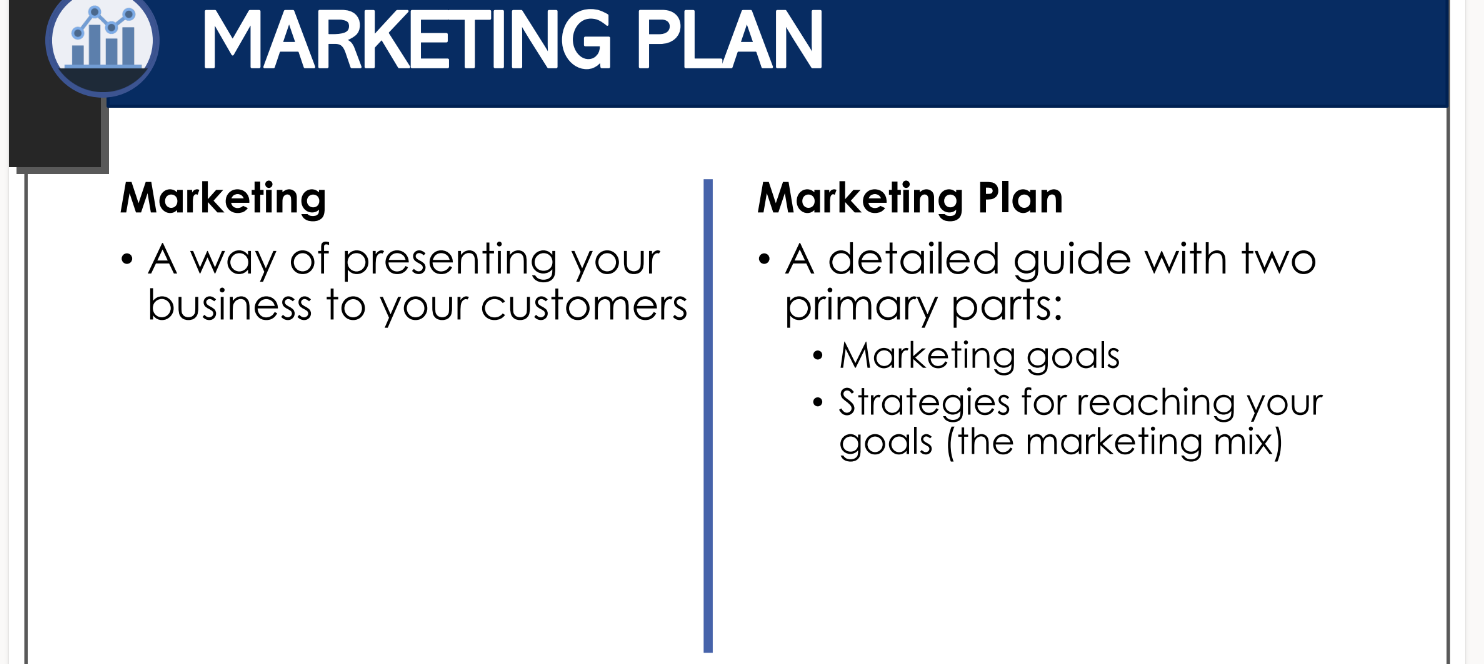 MARKETING PLAN
Marketing
• A way of presenting your
business to your customers
Marketing Plan
• A detailed guide with two
primary parts:
• Marketing goals
• Strategies for reaching your
goals (the marketing mix)